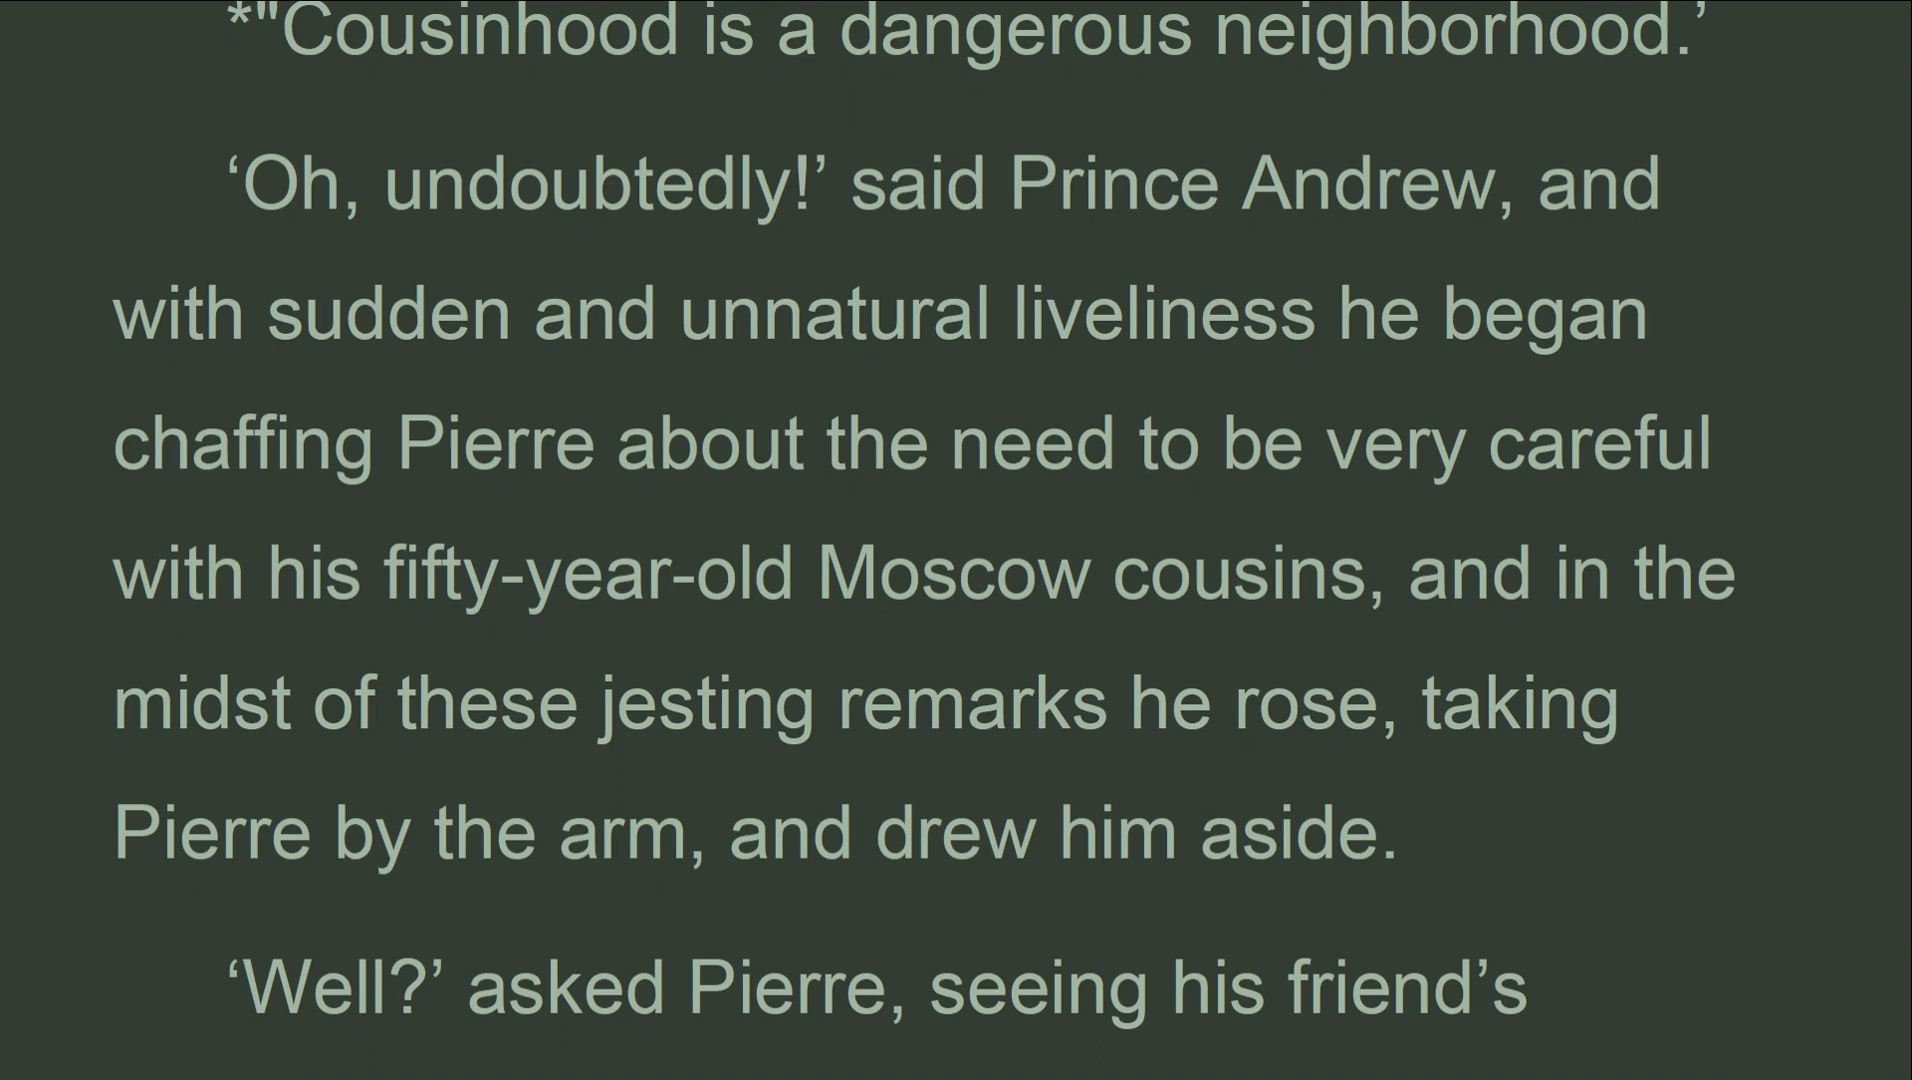 *"Cousinhood is a dangerous neighborhood.’
‘Oh, undoubtedly!’ said Prince Andrew, and
with sudden and unnatural liveliness he began
chaffing Pierre about the need to be very careful
with his fifty-year-old Moscow cousins, and in the
midst of these jesting remarks he rose, taking
Pierre by the arm, and drew him aside.
‘Well?’ asked Pierre, seeing his friend’s